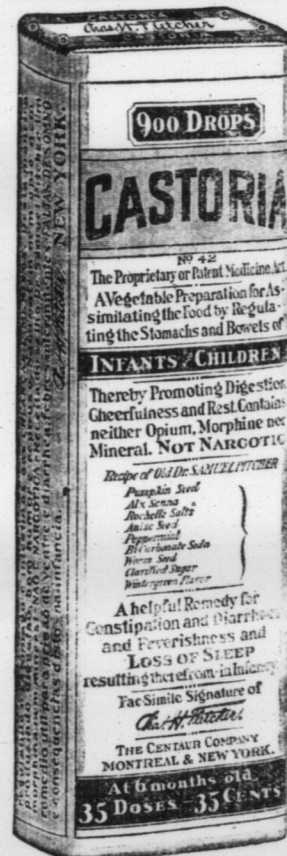 CASTORIA
Chas. H. Fletcher
900 DROPS
CASTORIA
No 42
The Proprietary or Patent Medicine Act.
A Vegetable Preparation for As-
similating the Food by Regula-
ting the Stomachs and Bowels of
INFANTS AND CHILDREN
Thereby Promoting Digestion
Cheerfulness and Rest. Contains
neither Opium, Morphine nor
Mineral. NOT NARCOTIC
Recipe of Old Dr. SAMUEL PITCHER
Pumpkin Seed
Alx Senna
Rochelle Salts
Anise Seed
Peppermint
Bi Carbonate Soda
Worm Seed
Clarified Sugar
Wintergreen Flavor
A helpful Remedy for
Constipation and Diarrhoea
and Feverishness and
LOSS OF SLEEP
resulting therefrom in Infancy
Fac-Simile Signature of
Chas. H. Fletcher.
THE CENTAUR COMPANY
MONTREAL & NEW YORK.
At 6 months old
35 DOSES - 35 CENTS
Chas. H. Fletcher NEW YORK.